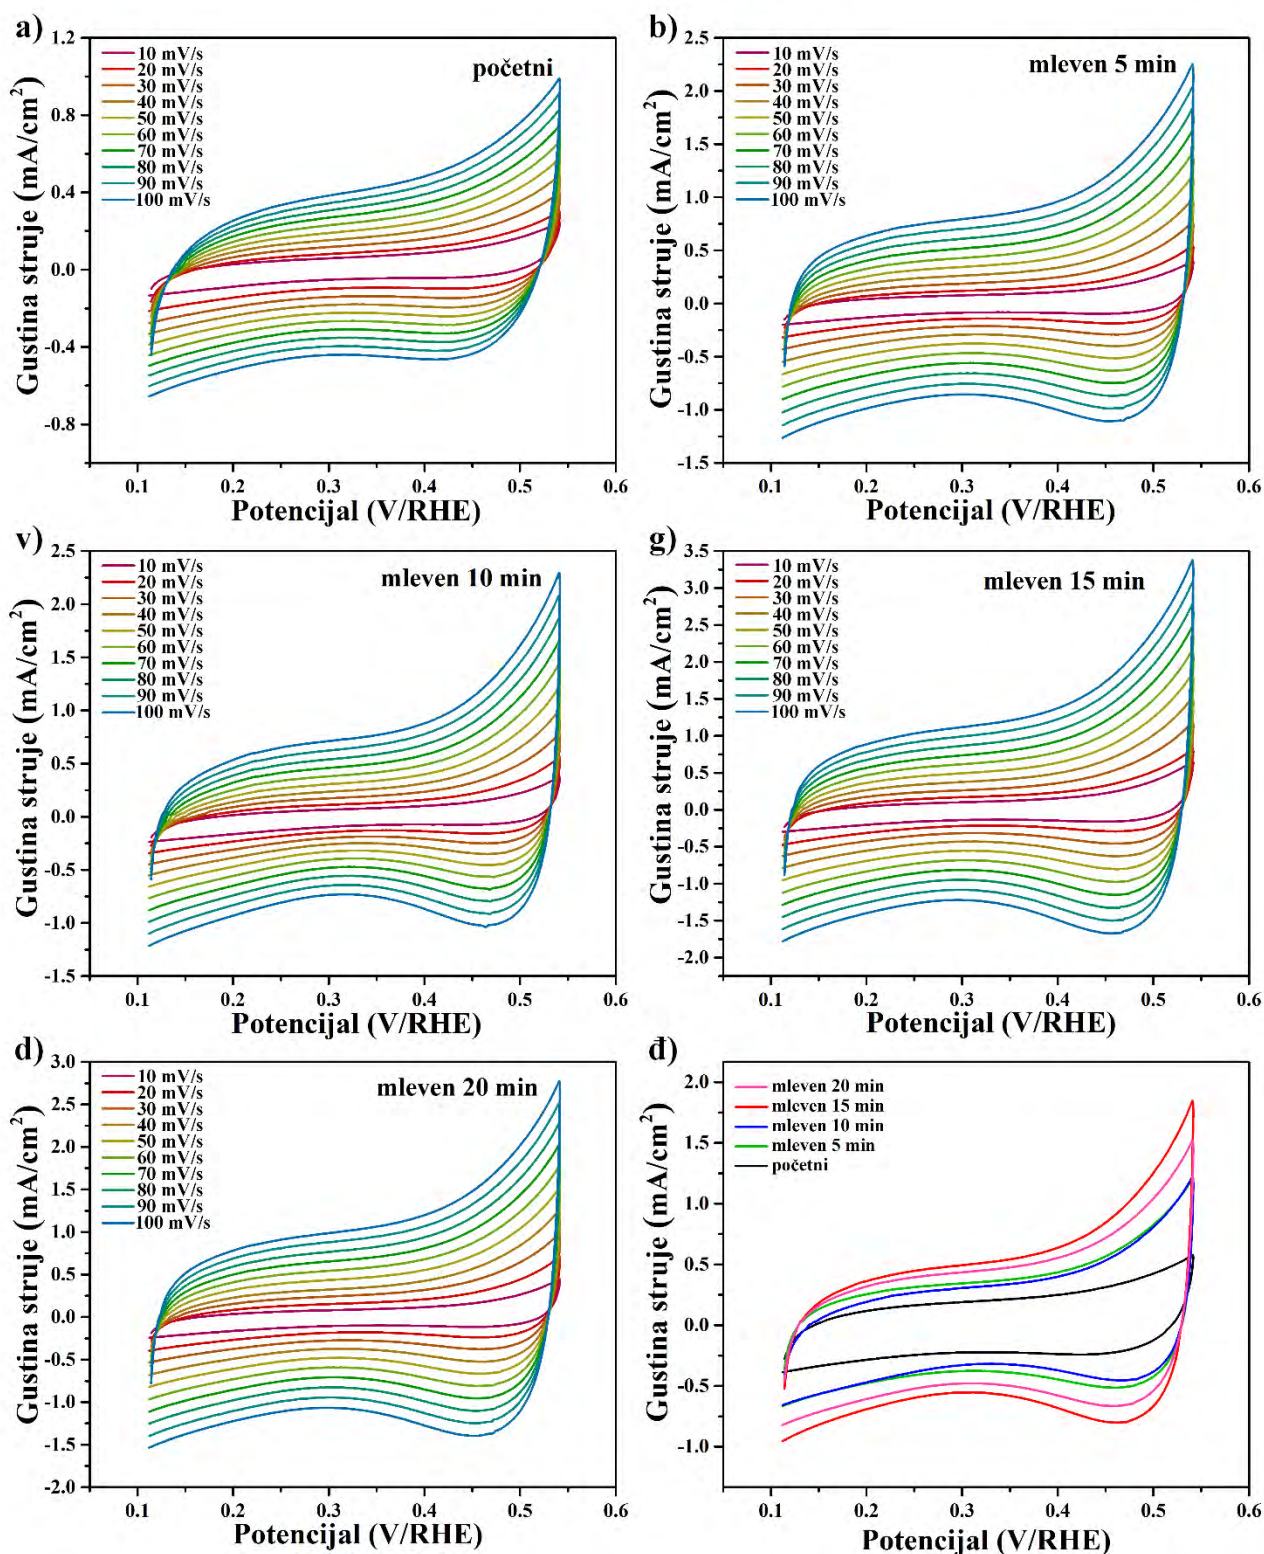 a)
početni
10 mV/s
20 mV/s
30 mV/s
40 mV/s
50 mV/s
60 mV/s
70 mV/s
80 mV/s
90 mV/s
100 mV/s
1.2
0.8
0.4
0.0
-0.4
-0.8
Gustina struje (mA/cm²)
0.1 0.2 0.3 0.4 0.5 0.6
Potencijal (V/RHE)
b)
mleven 5 min
10 mV/s
20 mV/s
30 mV/s
40 mV/s
50 mV/s
60 mV/s
70 mV/s
80 mV/s
90 mV/s
100 mV/s
2.5
2.0
1.5
1.0
0.5
0.0
-0.5
-1.0
-1.5
Gustina struje (mA/cm²)
0.1 0.2 0.3 0.4 0.5 0.6
Potencijal (V/RHE)
v)
mleven 10 min
10 mV/s
20 mV/s
30 mV/s
40 mV/s
50 mV/s
60 mV/s
70 mV/s
80 mV/s
90 mV/s
100 mV/s
2.5
2.0
1.5
1.0
0.5
0.0
-0.5
-1.0
-1.5
Gustina struje (mA/cm²)
0.1 0.2 0.3 0.4 0.5 0.6
Potencijal (V/RHE)
g)
mleven 15 min
10 mV/s
20 mV/s
30 mV/s
40 mV/s
50 mV/s
60 mV/s
70 mV/s
80 mV/s
90 mV/s
100 mV/s
3.5
3.0
2.5
2.0
1.5
1.0
0.5
0.0
-0.5
-1.0
-1.5
-2.0
Gustina struje (mA/cm²)
0.1 0.2 0.3 0.4 0.5 0.6
Potencijal (V/RHE)
d)
mleven 20 min
10 mV/s
20 mV/s
30 mV/s
40 mV/s
50 mV/s
60 mV/s
70 mV/s
80 mV/s
90 mV/s
100 mV/s
3.0
2.5
2.0
1.5
1.0
0.5
0.0
-0.5
-1.0
-1.5
-2.0
Gustina struje (mA/cm²)
0.1 0.2 0.3 0.4 0.5 0.6
Potencijal (V/RHE)
đ)
mleven 20 min
mleven 15 min
mleven 10 min
mleven 5 min
početni
2.0
1.5
1.0
0.5
0.0
-0.5
-1.0
Gustina struje (mA/cm²)
0.1 0.2 0.3 0.4 0.5 0.6
Potencijal (V/RHE)